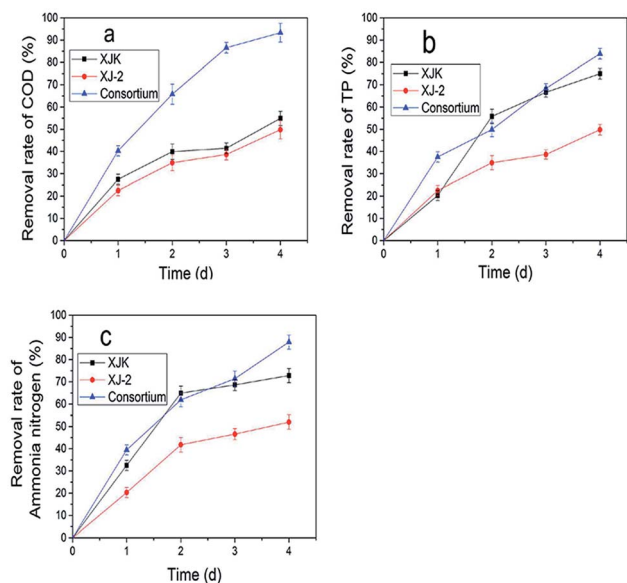 100
90
80
70
60
50
40
30
20
10
0
Removal rate of COD (%)
a
XJK
XJ-2
Consortium
0 1 2 3 4
Time (d)
100
90
80
70
60
50
40
30
20
10
0
Removal rate of TP (%)
b
XJK
XJ-2
Consortium
0 1 2 3 4
Time (d)
100
90
80
70
60
50
40
30
20
10
0
Removal rate of
Ammonia nitrogen (%)
c
XJK
XJ-2
Consortium
0 1 2 3 4
Time (d)